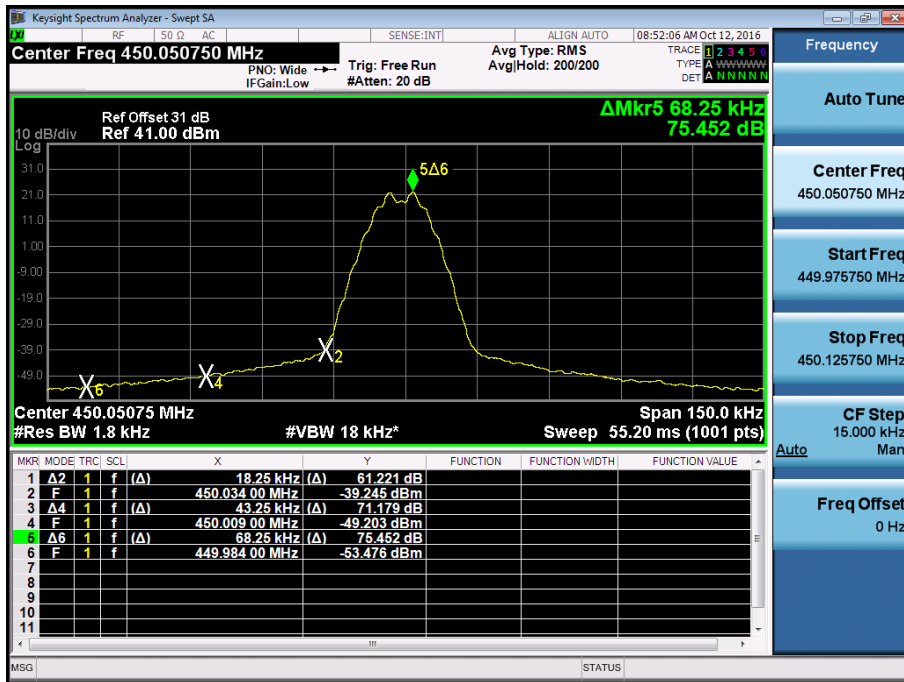 Keysight Spectrum Analyzer - Swept SA
LXI RF 50 Ω AC SENSE:INT ALIGN AUTO 08:52:06 AM Oct 12, 2016
Center Freq 450.050750 MHz
PNO: Wide
IFGain:Low
Trig: Free Run
#Atten: 20 dB
Avg Type: RMS
Avg|Hold: 200/200
TRACE 1 2 3 4 5 6
TYPE A WWWWW
DET A N N N N N
Frequency
Auto Tune
Center Freq
450.050750 MHz
Start Freq
449.975750 MHz
Stop Freq
450.125750 MHz
CF Step
15.000 kHz
Auto Man
Freq Offset
0 Hz
ΔMkr5 68.25 kHz
75.452 dB
Ref Offset 31 dB
10 dB/div Ref 41.00 dBm
Log
31.0
21.0
11.0
1.00
-9.00
-19.0
-29.0
-39.0
-49.0
5Δ6
2
4
6
Center 450.05075 MHz Span 150.0 kHz
#Res BW 1.8 kHz #VBW 18 kHz* Sweep 55.20 ms (1001 pts)
MKR MODE TRC SCL X Y FUNCTION FUNCTION WIDTH FUNCTION VALUE
1 Δ2 1 f (Δ) 18.25 kHz (Δ) 61.221 dB
2 F 1 f 450.034 00 MHz -39.245 dBm
3 Δ4 1 f (Δ) 43.25 kHz (Δ) 71.179 dB
4 F 1 f 450.009 00 MHz -49.203 dBm
5 Δ6 1 f (Δ) 68.25 kHz (Δ) 75.452 dB
6 F 1 f 449.984 00 MHz -53.476 dBm
7
8
9
10
11
MSG STATUS